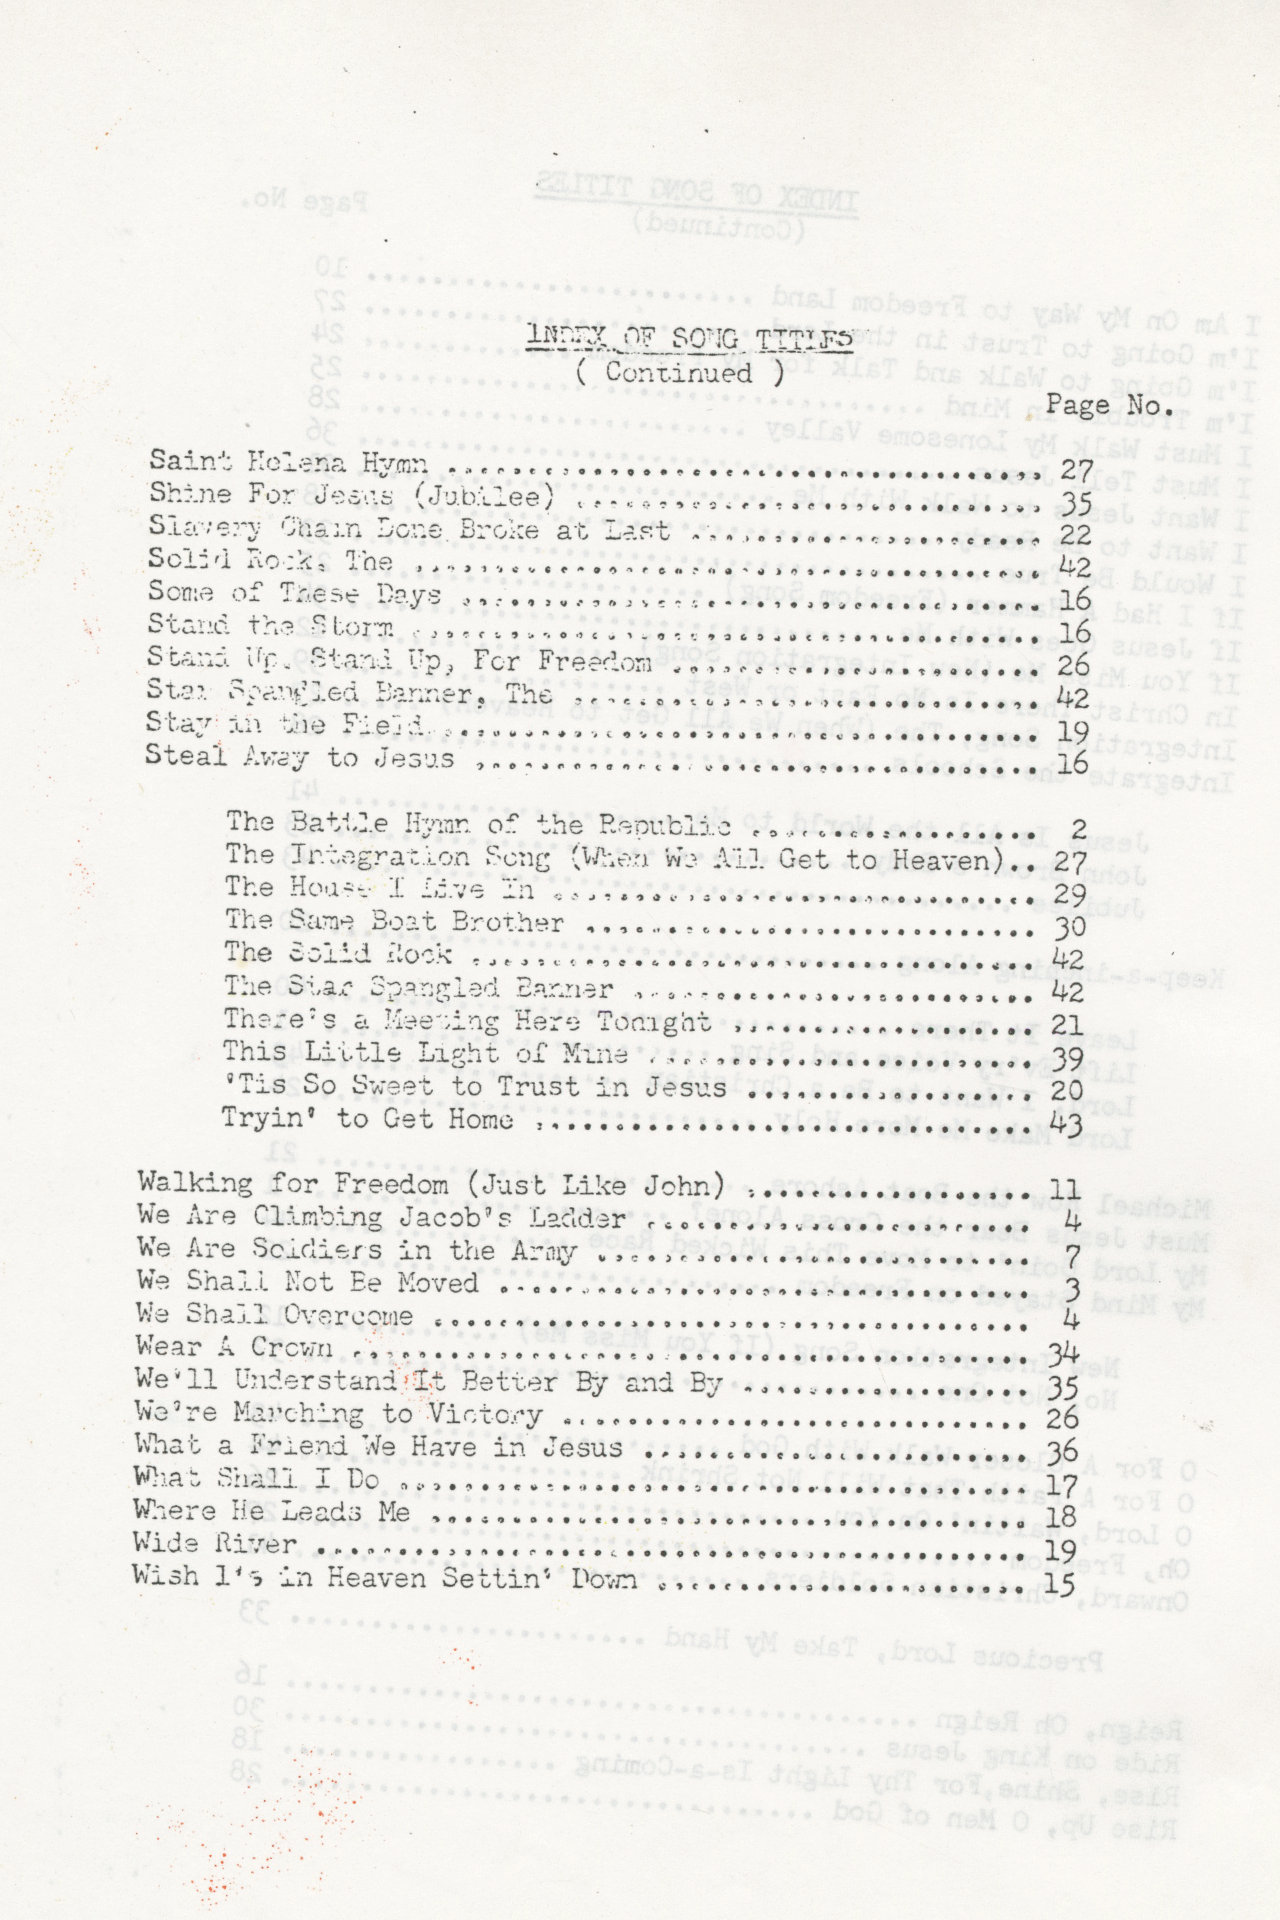 INDEX OF SONG TITLES
( Continued )
Page No.
Saint Helena Hymn ........................................ 27
Shine For Jesus (Jubilee) ................................ 35
Slavery Chain Done Broke at Last ......................... 22
Solid Rock, The .......................................... 42
Some of These Days ....................................... 16
Stand the Storm .......................................... 16
Stand Up, Stand Up, For Freedom .......................... 26
Star Spangled Banner, The ................................ 42
Stay in the Field ........................................ 19
Steal Away to Jesus ...................................... 16
The Battle Hymn of the Republic .................. 2
The Integration Song (When We All Get to Heaven).. 27
The House I Live In .............................. 29
The Same Boat Brother ............................ 30
The Solid Rock ................................... 42
The Star Spangled Banner ......................... 42
There's a Meeting Here Tonight ................... 21
This Little Light of Mine ........................ 39
'Tis So Sweet to Trust in Jesus .................. 20
Tryin' to Get Home ............................... 43
Walking for Freedom (Just Like John) .................. 11
We Are Climbing Jacob's Ladder ........................ 4
We Are Soldiers in the Army ........................... 7
We Shall Not Be Moved ................................. 3
We Shall Overcome ..................................... 4
Wear A Crown .......................................... 34
We'll Understand It Better By and By .................. 35
We're Marching to Victory ............................. 26
What a Friend We Have in Jesus ........................ 36
What Shall I Do ....................................... 17
Where He Leads Me ..................................... 18
Wide River ............................................ 19
Wish I's in Heaven Settin' Down ....................... 15